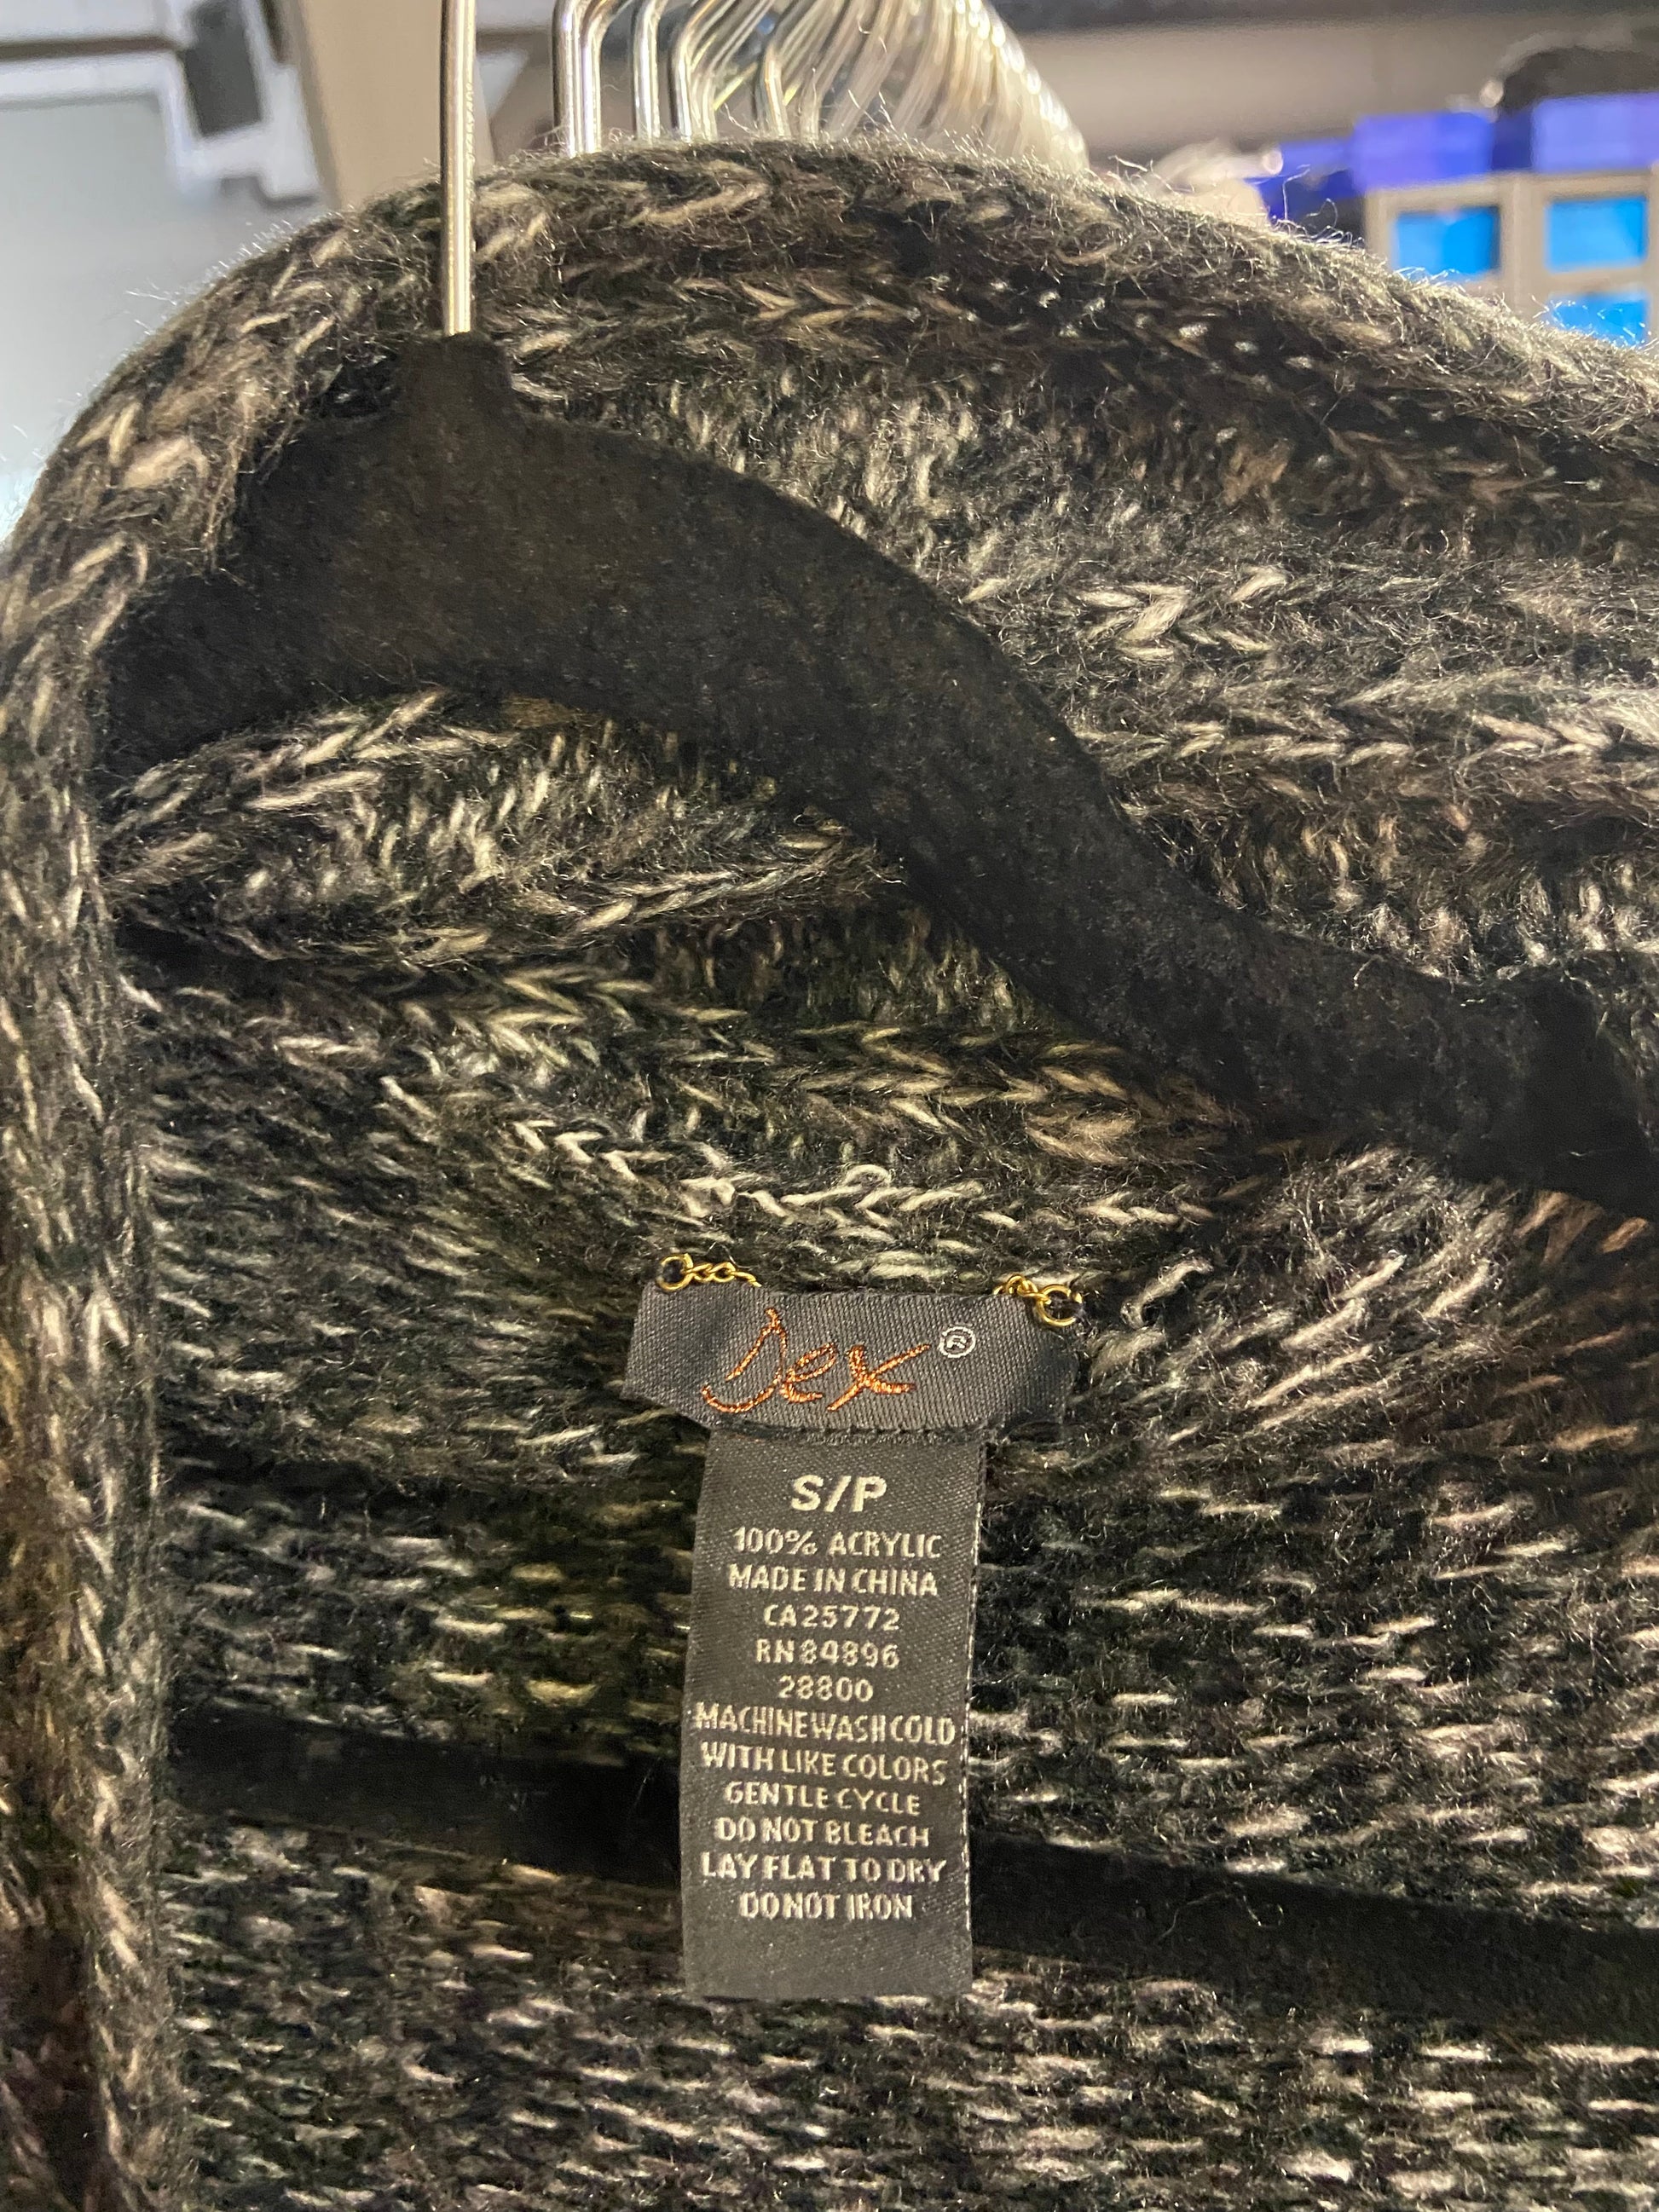 Dex®
S/P
100% ACRYLIC
MADE IN CHINA
CA25772
RN84896
28800
MACHINE WASH COLD
WITH LIKE COLORS
GENTLE CYCLE
DO NOT BLEACH
LAY FLAT TO DRY
DO NOT IRON